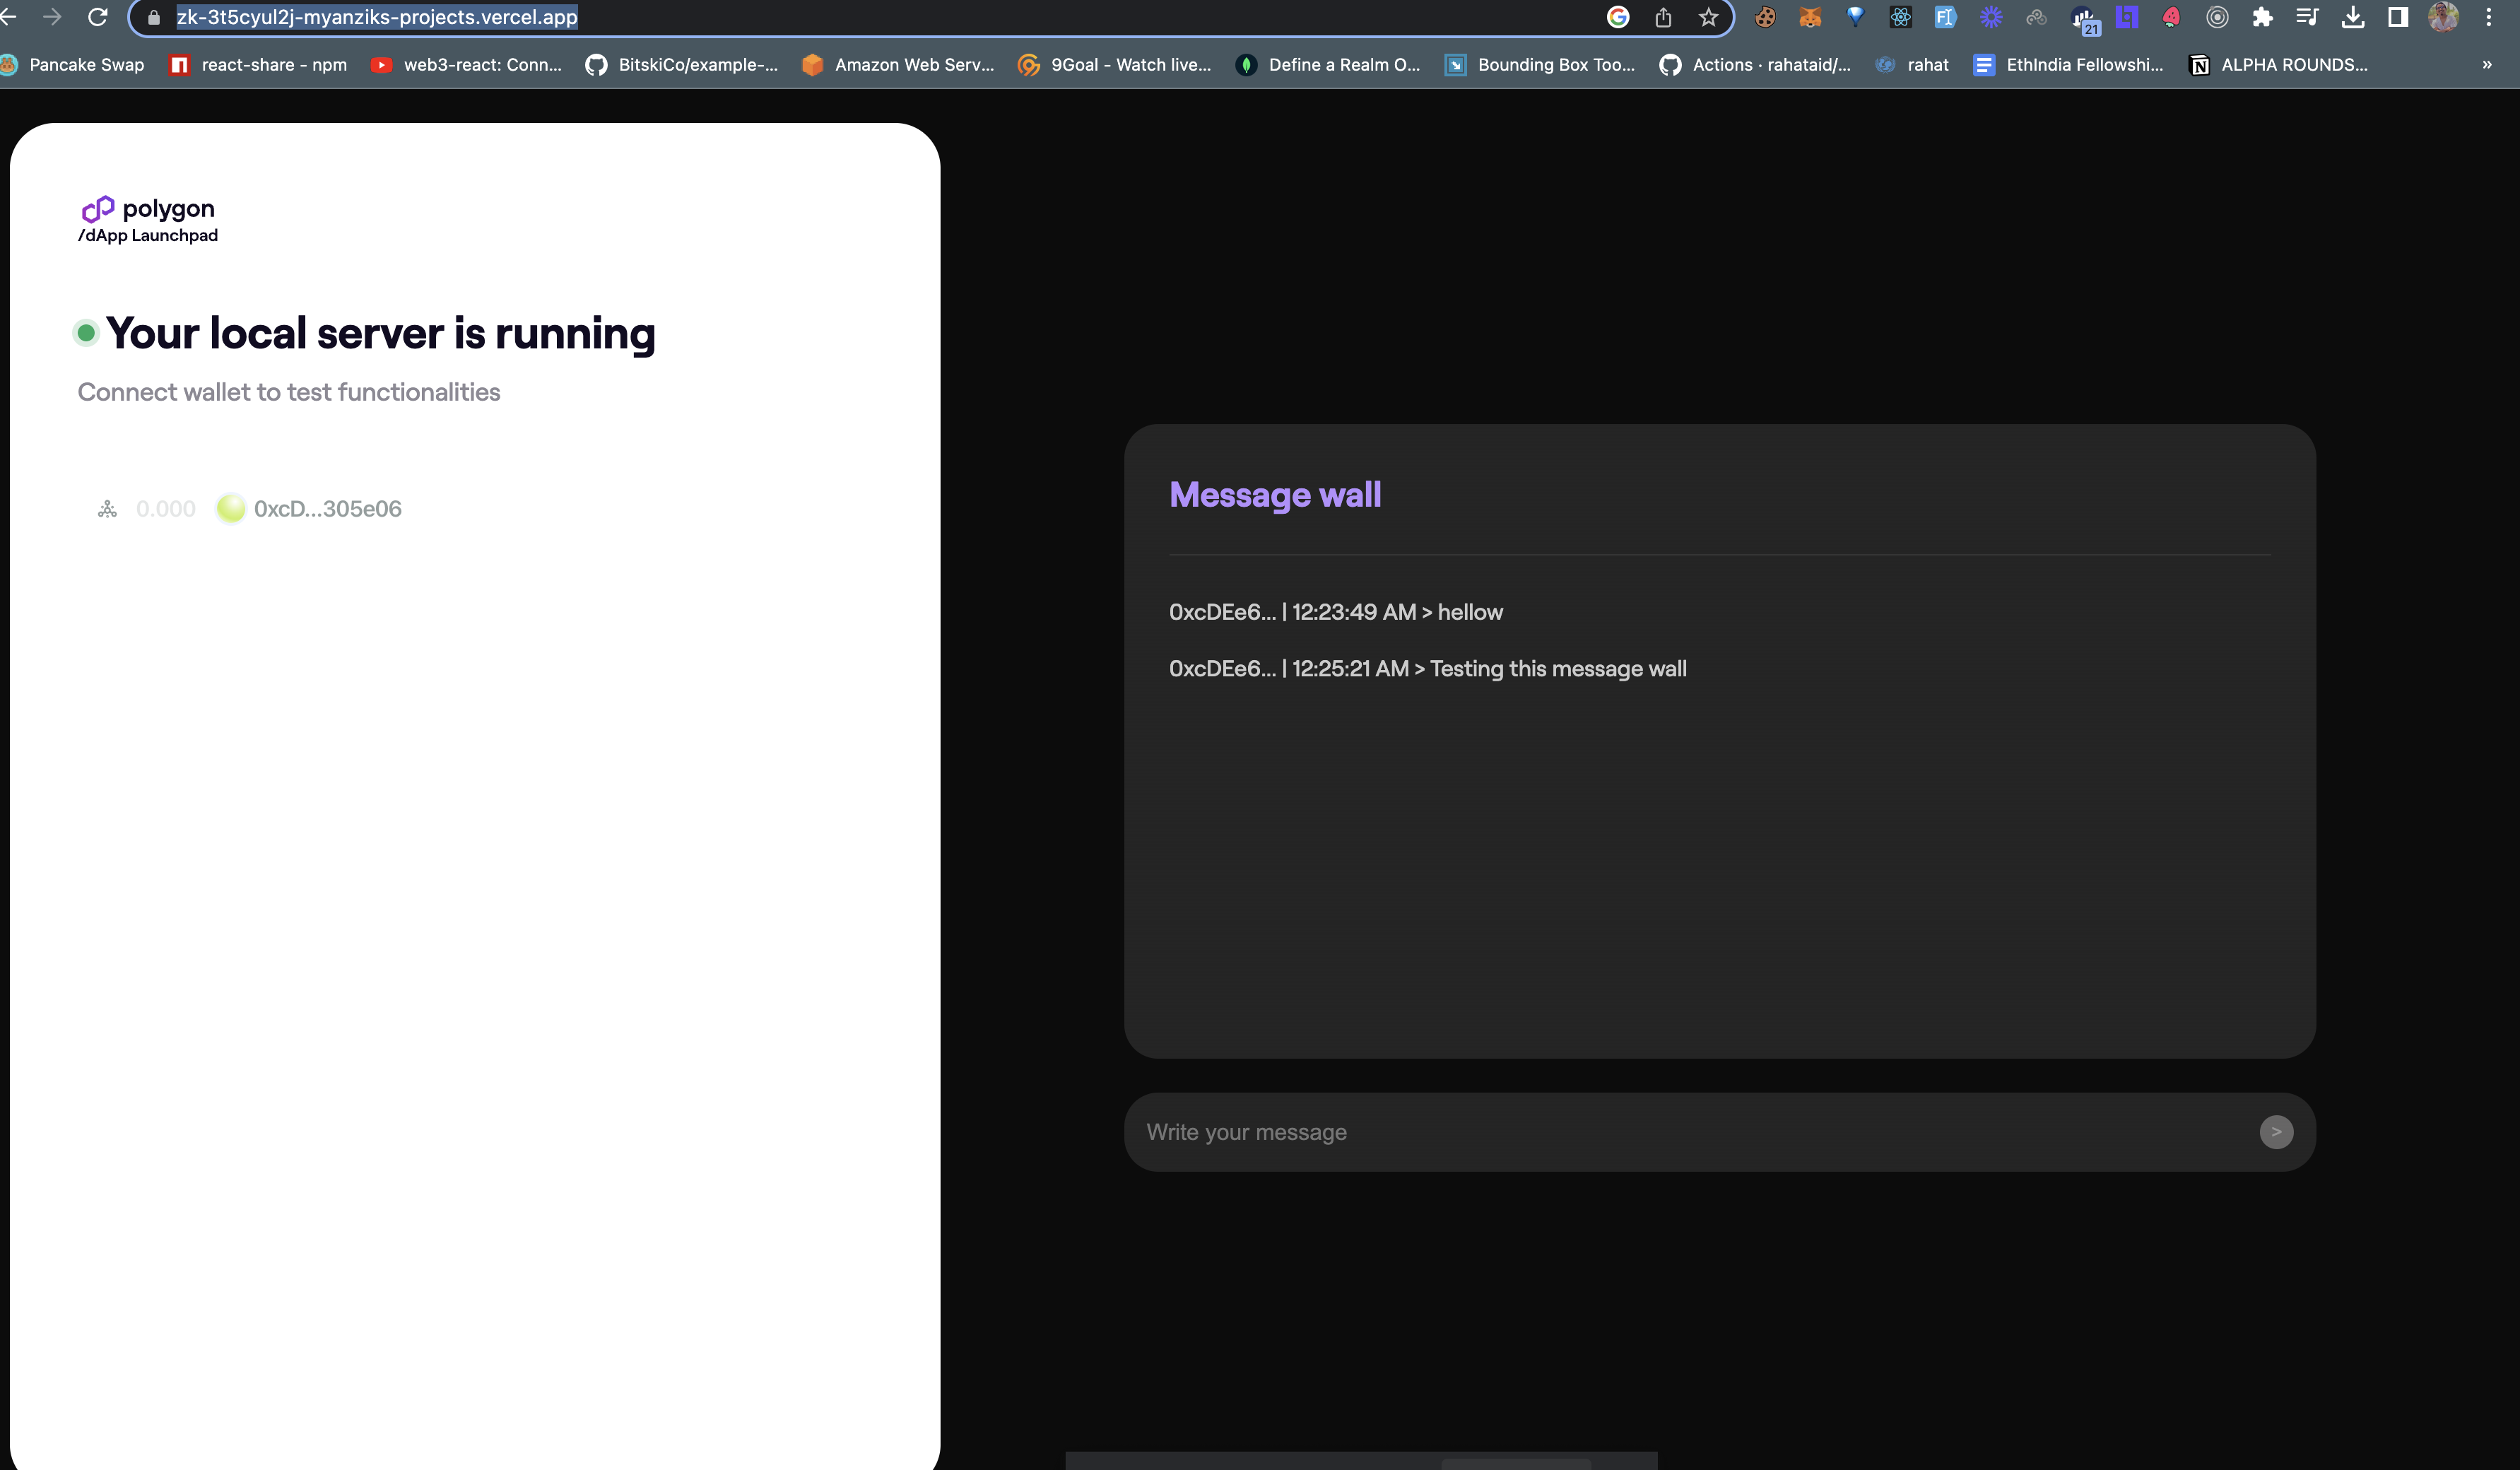 zk-3t5cyul2j-myanziks-projects.vercel.app
21
Pancake Swap react-share - npm web3-react: Conn... BitskiCo/example-... Amazon Web Serv... 9Goal - Watch live... Define a Realm O... Bounding Box Too... Actions · rahataid/... rahat EthIndia Fellowshi... ALPHA ROUNDS... »
polygon
/dApp Launchpad
Your local server is running
Connect wallet to test functionalities
0.000 0xcD...305e06
Message wall
0xcDEe6... | 12:23:49 AM > hellow
0xcDEe6... | 12:25:21 AM > Testing this message wall
Write your message >